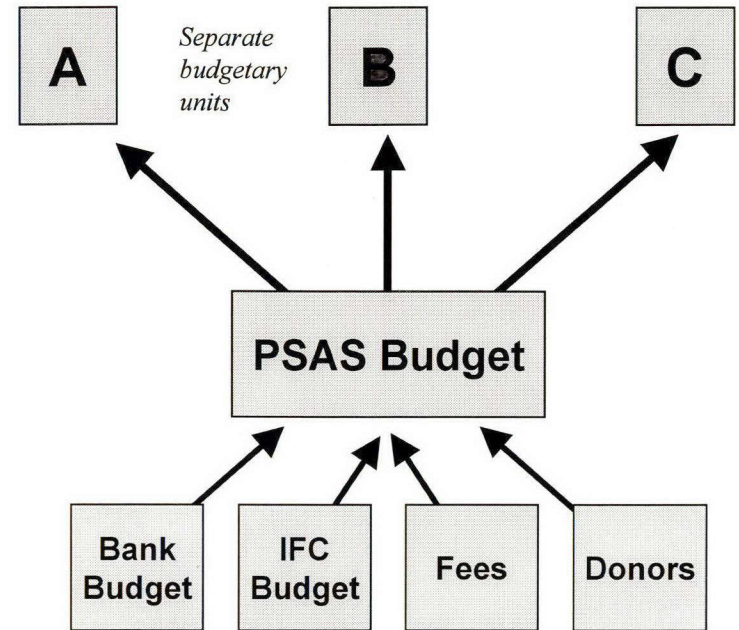 A
Separate
budgetary
units
B
C
PSAS Budget
Bank
Budget
IFC
Budget
Fees
Donors